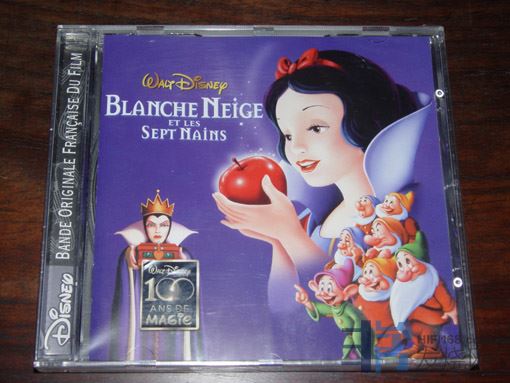 Walt Disney
BLANCHE NEIGE
ET LES
SEPT NAINS
Walt Disney
100
ANS DE
MAGIE
DISNEY BANDE ORIGINALE FRANÇAISE DU FILM